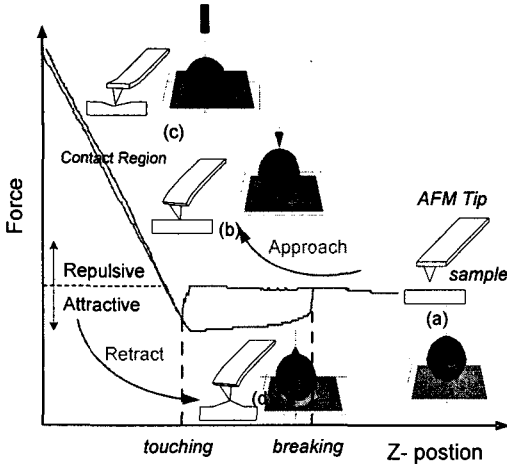 (c)
Contact Region
Force
(b)
AFM Tip
Approach
sample
Repulsive
Attractive
(a)
Retract
(d
touching
breaking
Z- postion